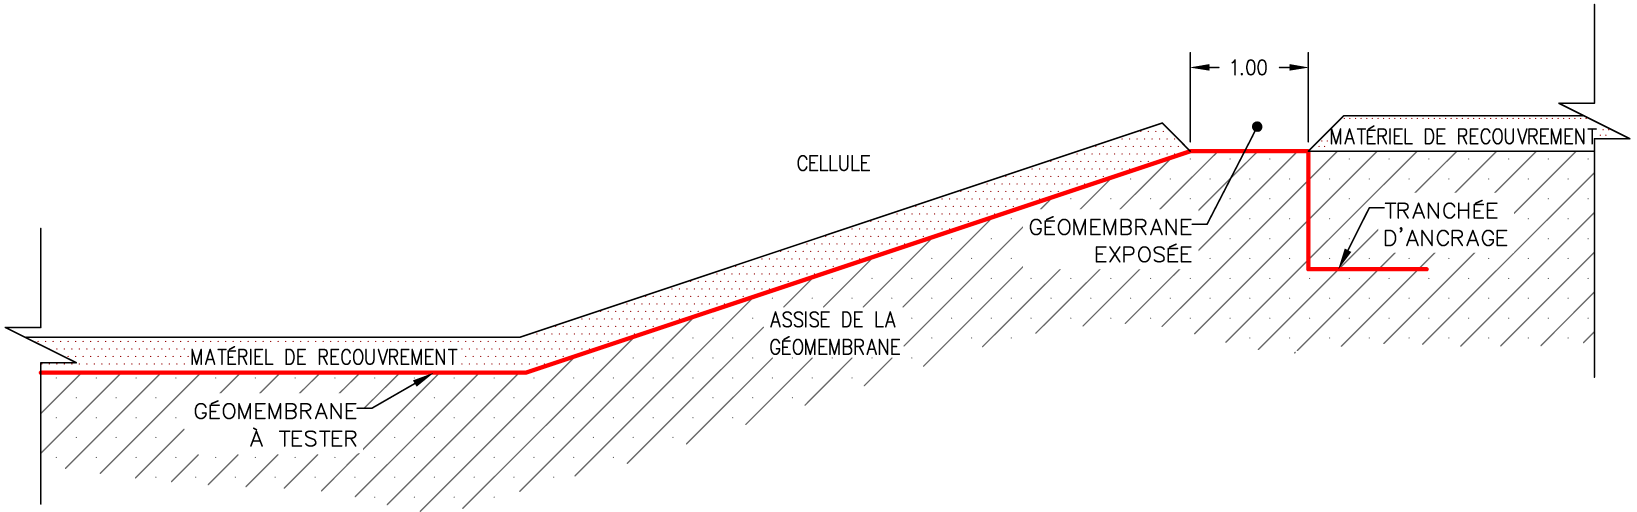 1.00
MATÉRIEL DE RECOUVREMENT
CELLULE
TRANCHÉE
D'ANCRAGE
GÉOMEMBRANE
EXPOSÉE
ASSISE DE LA
GÉOMEMBRANE
MATÉRIEL DE RECOUVREMENT
GÉOMEMBRANE
À TESTER